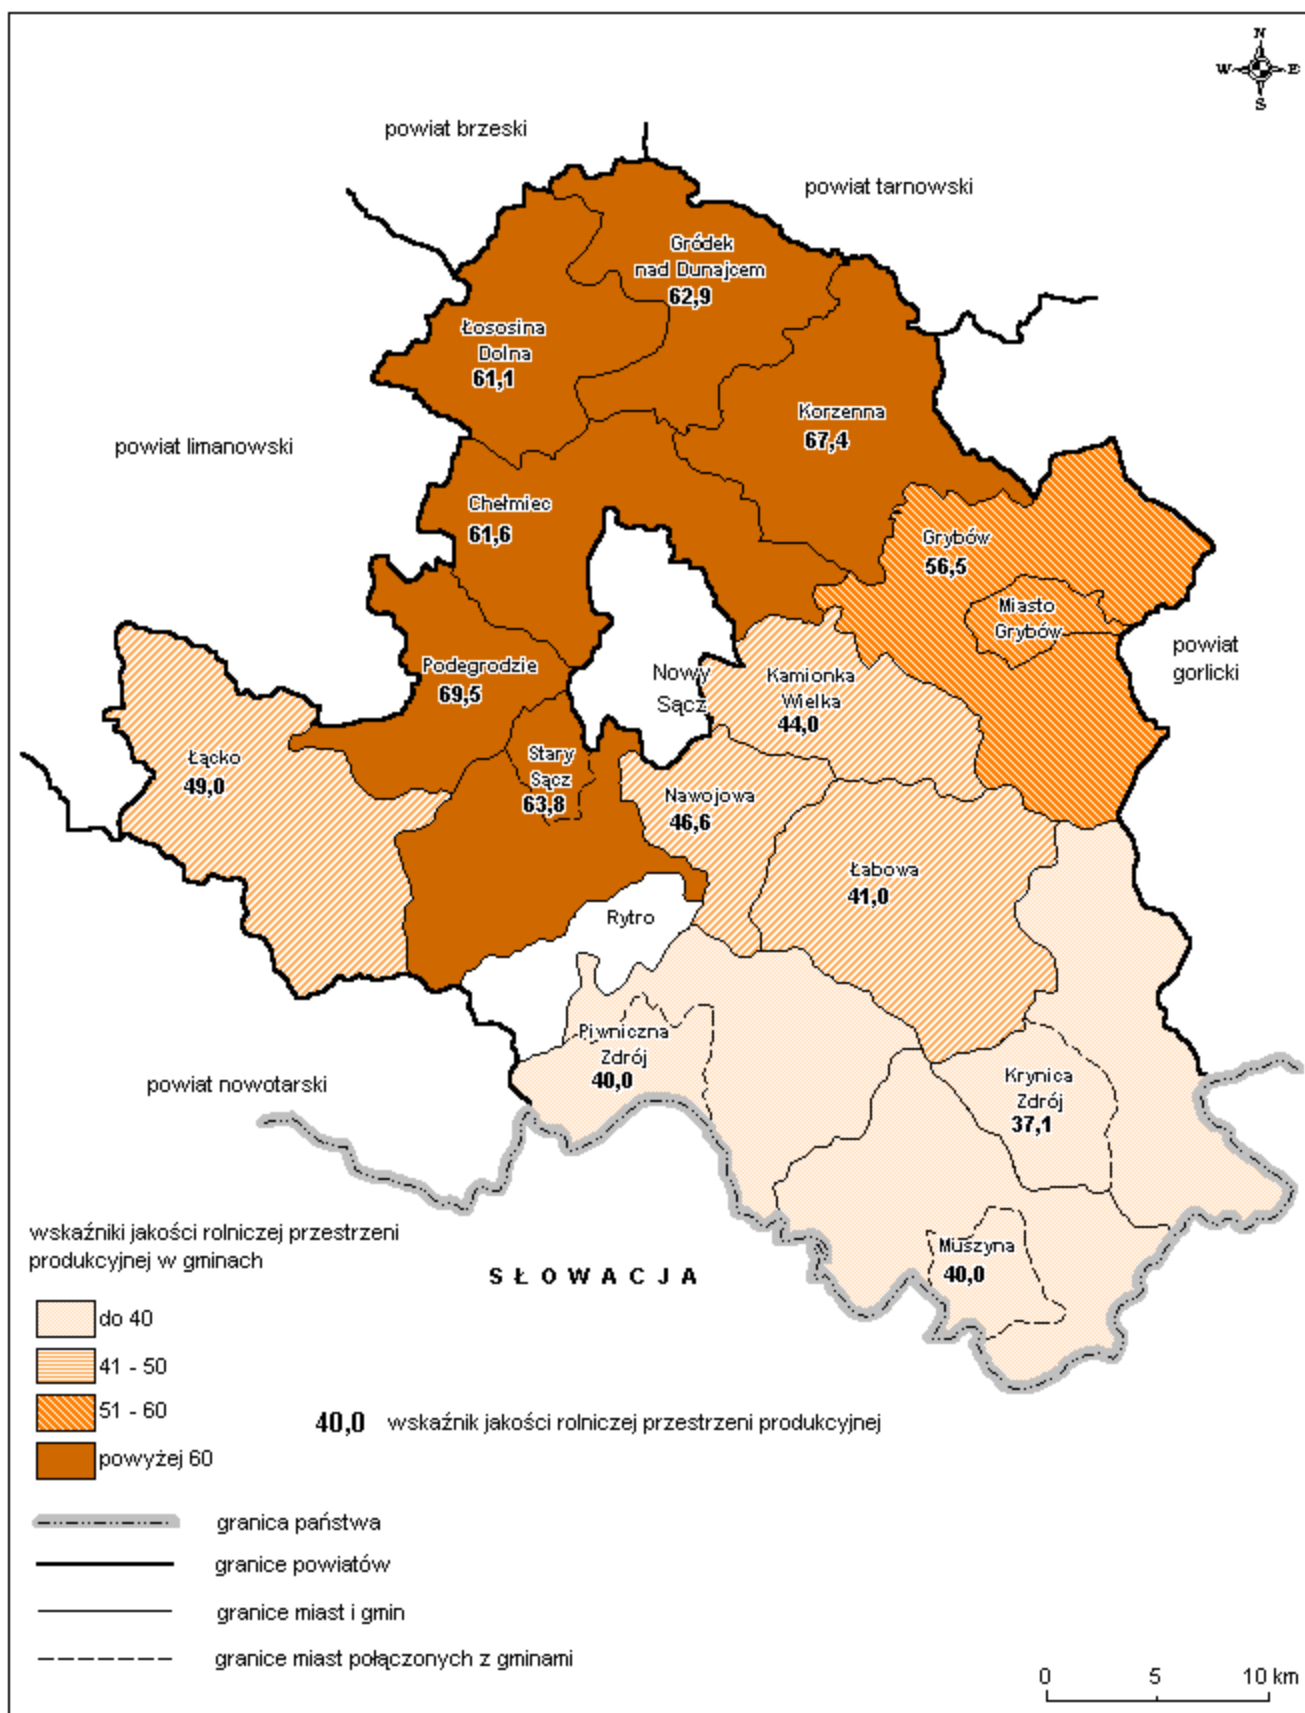 N
W E
S
powiat brzeski
powiat tarnowski
Gródek
nad Dunajcem
62,9
Łososina
Dolna
61,1
Korzenna
67,4
powiat limanowski
Chełmiec
61,6
Grybów
56,5
Miasto
Grybów
powiat
gorlicki
Podegrodzie
69,5
Nowy
Sącz
Kamionka
Wielka
44,0
Łącko
49,0
Stary
Sącz
63,8
Nawojowa
46,6
Łabowa
41,0
Rytro
Piwniczna
Zdrój
40,0
powiat nowotarski
Krynica
Zdrój
37,1
Muszyna
40,0
SŁOWACJA
wskaźniki jakości rolniczej przestrzeni
produkcyjnej w gminach
do 40
41 - 50
51 - 60
powyżej 60
40,0 wskaźnik jakości rolniczej przestrzeni produkcyjnej
granica państwa
granice powiatów
granice miast i gmin
granice miast połączonych z gminami
0 5 10 km